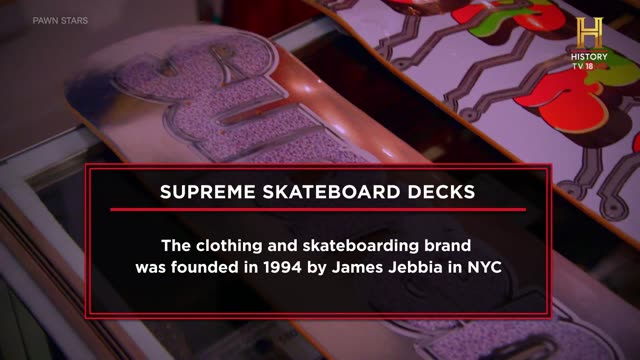 PAWN STARS
H
HISTORY
TV 18
SUPREME SKATEBOARD DECKS
The clothing and skateboarding brand
was founded in 1994 by James Jebbia in NYC